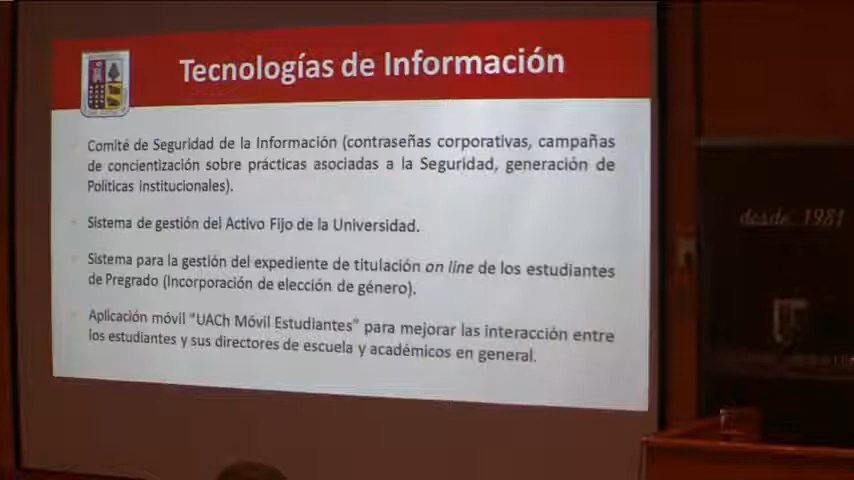 Tecnologías de Información
Comité de Seguridad de la Información (contraseñas corporativas, campañas
de concientización sobre prácticas asociadas a la Seguridad, generación de
Políticas institucionales).
Sistema de gestión del Activo Fijo de la Universidad.
Sistema para la gestión del expediente de titulación on line de los estudiantes
de Pregrado (Incorporación de elección de género).
Aplicación móvil "UACh Móvil Estudiantes" para mejorar las interacción entre
los estudiantes y sus directores de escuela y académicos en general.
desde 1981